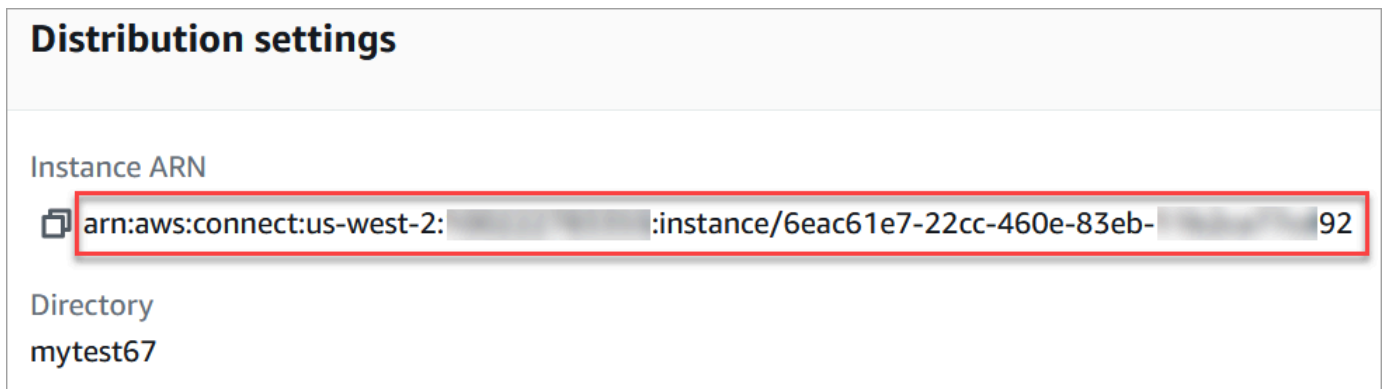 Distribution settings
Instance ARN
arn:aws:connect:us-west-2: :instance/6eac61e7-22cc-460e-83eb- 92
Directory
mytest67